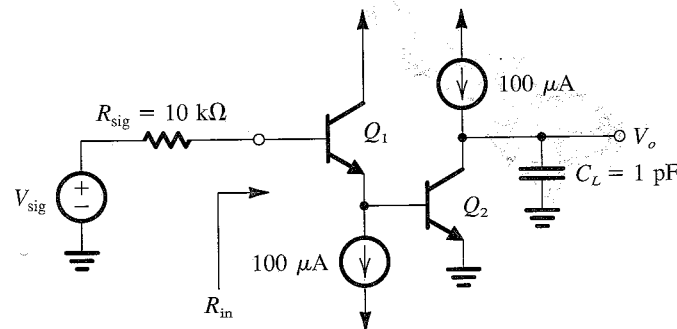 100 μA
R_sig = 10 kΩ
V_o
Q_1
C_L = 1 pF
V_sig
+
−
Q_2
100 μA
R_in